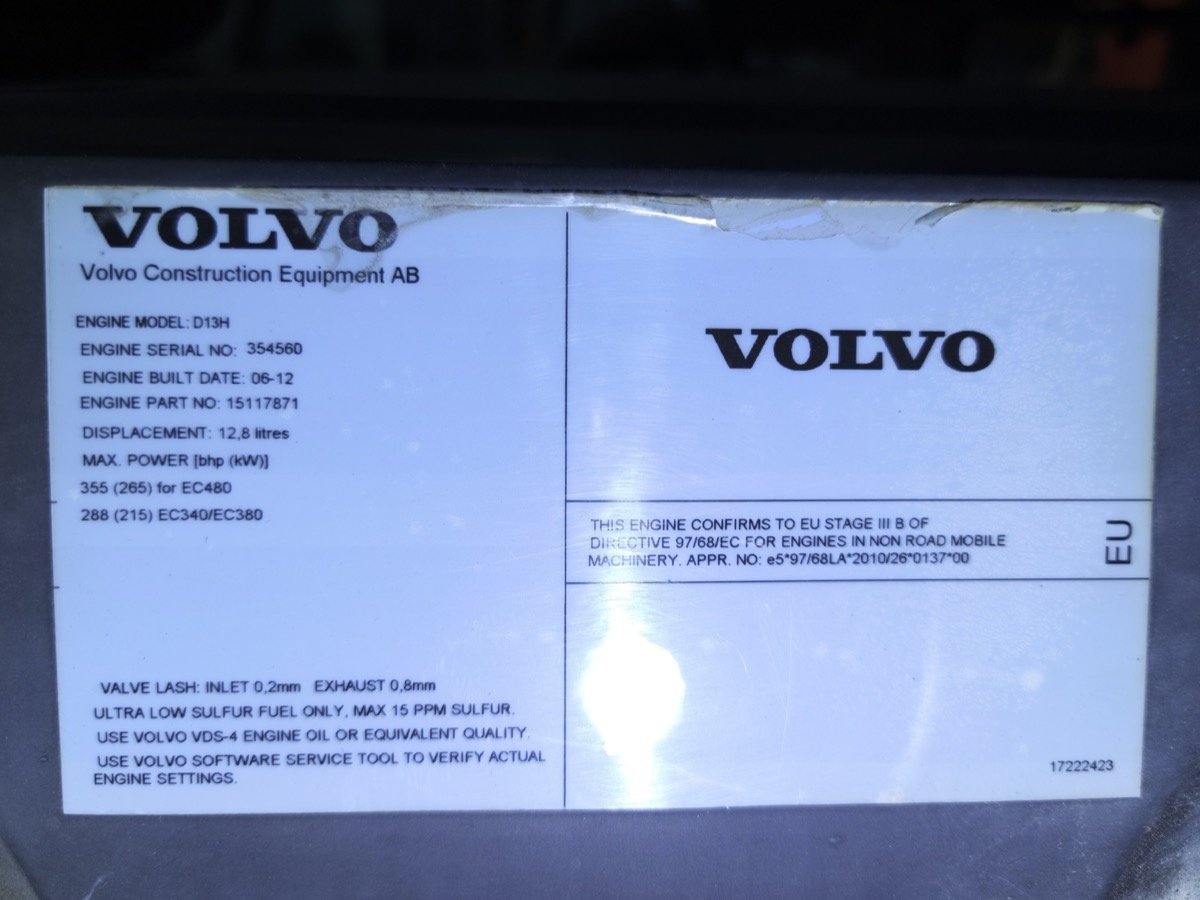 VOLVO
Volvo Construction Equipment AB
ENGINE MODEL: D13H
ENGINE SERIAL NO: 354560
ENGINE BUILT DATE: 06-12
ENGINE PART NO: 15117871
DISPLACEMENT: 12,8 litres
MAX. POWER [bhp (kW)]
355 (265) for EC480
288 (215) EC340/EC380
VALVE LASH: INLET 0,2mm EXHAUST 0,8mm
ULTRA LOW SULFUR FUEL ONLY, MAX 15 PPM SULFUR.
USE VOLVO VDS-4 ENGINE OIL OR EQUIVALENT QUALITY.
USE VOLVO SOFTWARE SERVICE TOOL TO VERIFY ACTUAL
ENGINE SETTINGS.
VOLVO
THIS ENGINE CONFIRMS TO EU STAGE III B OF
DIRECTIVE 97/68/EC FOR ENGINES IN NON ROAD MOBILE
MACHINERY. APPR. NO: e5*97/68LA*2010/26*0137*00
EU
17222423